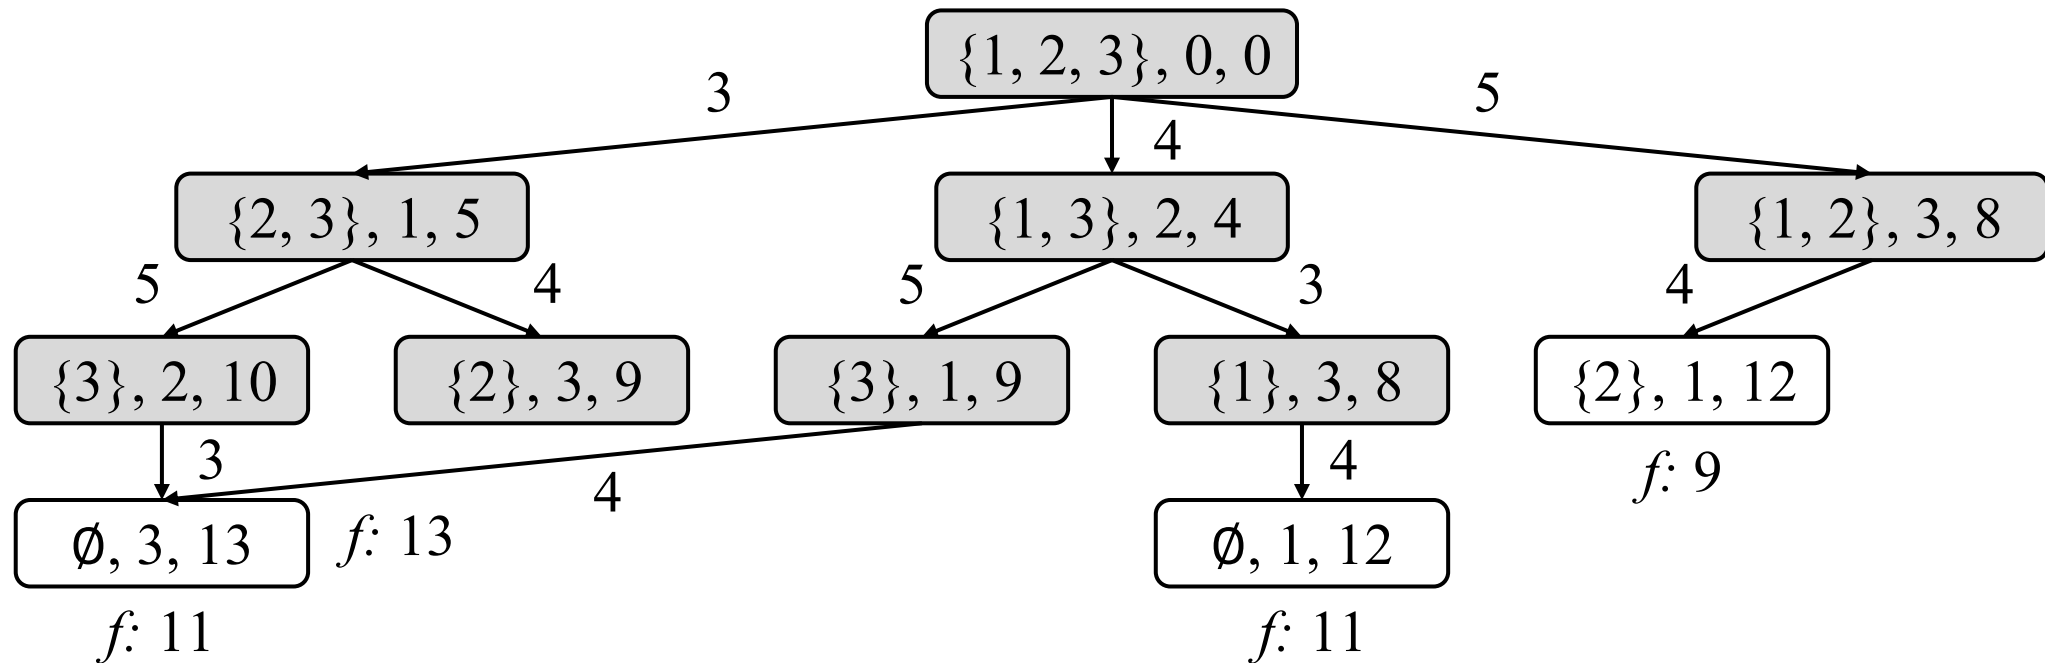 {1, 2, 3}, 0, 0
3
4
5
{2, 3}, 1, 5
{1, 3}, 2, 4
{1, 2}, 3, 8
5
4
5
3
4
{3}, 2, 10
{2}, 3, 9
{3}, 1, 9
{1}, 3, 8
{2}, 1, 12
3
4
4
f: 9
∅, 3, 13
f: 13
∅, 1, 12
f: 11
f: 11